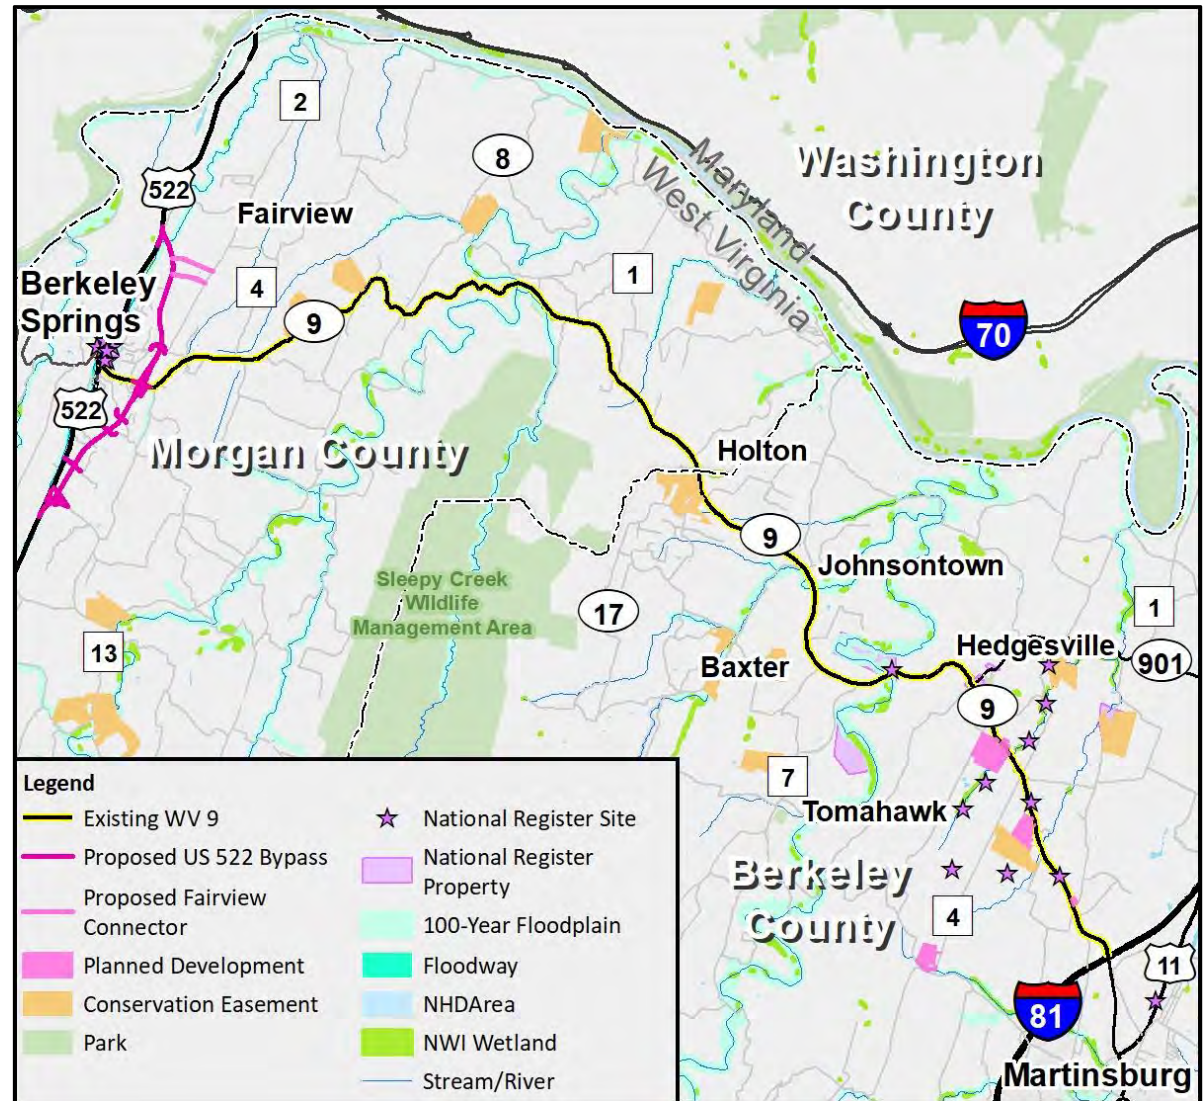 2
8
Maryland
West Virginia
Washington
County
522
Fairview
Berkeley
Springs
4
1
9
70
522
Morgan County
Holton
9
Johnsontown
Sleepy Creek
Wildlife
Management Area
17
1
13
Baxter
Hedgesville
901
9
7
Tomahawk
Berkeley
County
4
11
81
Martinsburg
Legend
Existing WV 9
Proposed US 522 Bypass
Proposed Fairview
Connector
Planned Development
Conservation Easement
Park
National Register Site
National Register
Property
100-Year Floodplain
Floodway
NHDArea
NWI Wetland
Stream/River